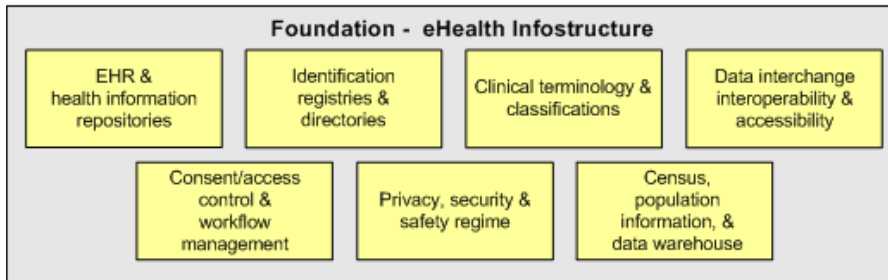 Foundation - eHealth Infostructure
EHR &
health information
repositories
Identification
registries &
directories
Clinical terminology &
classifications
Data interchange
interoperability &
accessibility
Consent/access
control &
workflow
management
Privacy, security &
safety regime
Census,
population
information, &
data warehouse